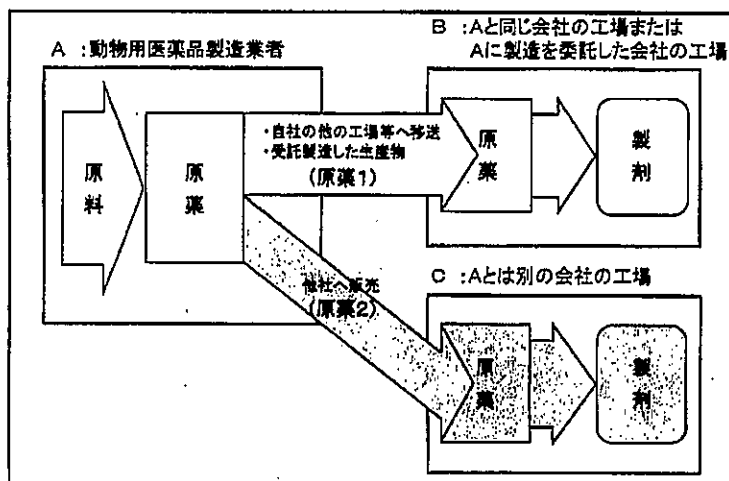 A :動物用医薬品製造業者
B :Aと同じ会社の工場または
Aに製造を委託した会社の工場
原料
原薬
・自社の他の工場等へ移送
・受託製造した生産物
(原薬1)
原薬
製剤
他社へ販売
(原薬2)
C :Aとは別の会社の工場
原薬
製剤